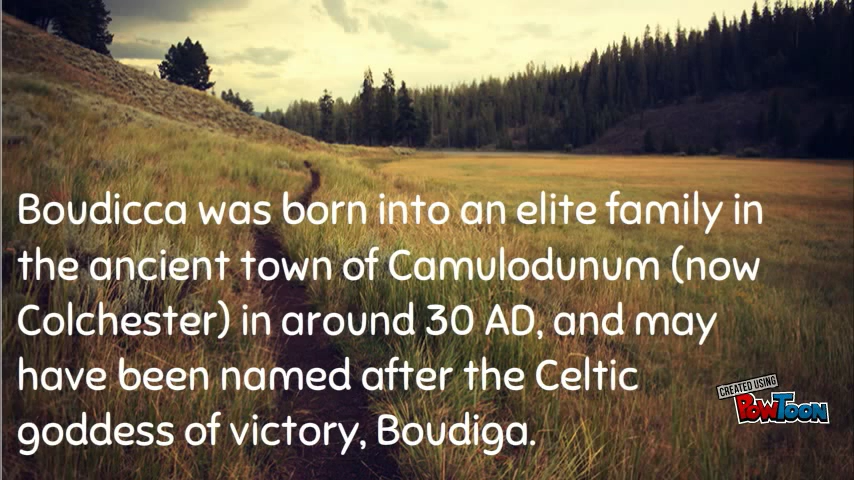 Boudicca was born into an elite family in
the ancient town of Camulodunum (now
Colchester) in around 30 AD, and may
have been named after the Celtic
goddess of victory, Boudiga.
CREATED USING
POWTOON